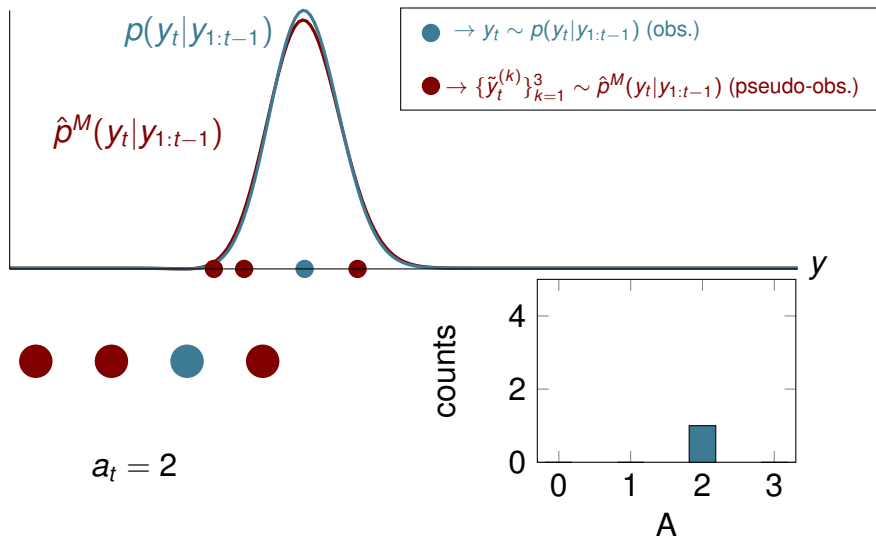 p(y_t|y_{1:t−1})
→ y_t ∼ p(y_t|y_{1:t−1}) (obs.)
→ {ỹ_t^{(k)}}_{k=1}^3 ∼ p̂^M(y_t|y_{1:t−1}) (pseudo-obs.)
p̂^M(y_t|y_{1:t−1})
y
counts
4
2
0
0 1 2 3
A
a_t = 2